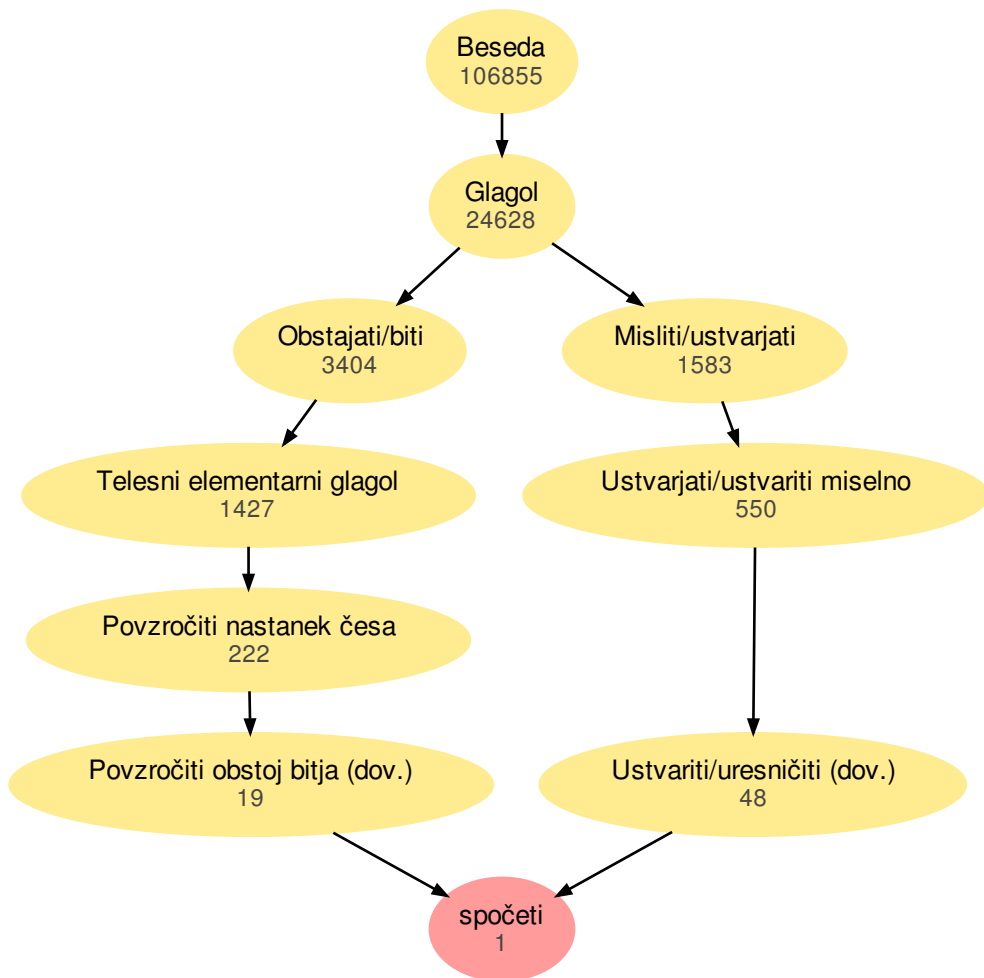 Beseda
106855
Glagol
24628
Obstajati/biti
3404
Misliti/ustvarjati
1583
Telesni elementarni glagol
1427
Ustvarjati/ustvariti miselno
550
Povzročiti nastanek česa
222
Povzročiti obstoj bitja (dov.)
19
Ustvariti/uresničiti (dov.)
48
spočeti
1